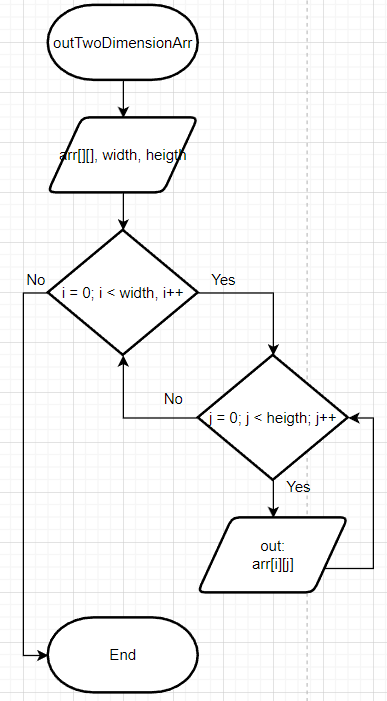 outTwoDimensionArr
arr[][], width, heigth
No
Yes
i = 0; i < width, i++
No
j = 0; j < heigth; j++
Yes
out:
arr[i][j]
End